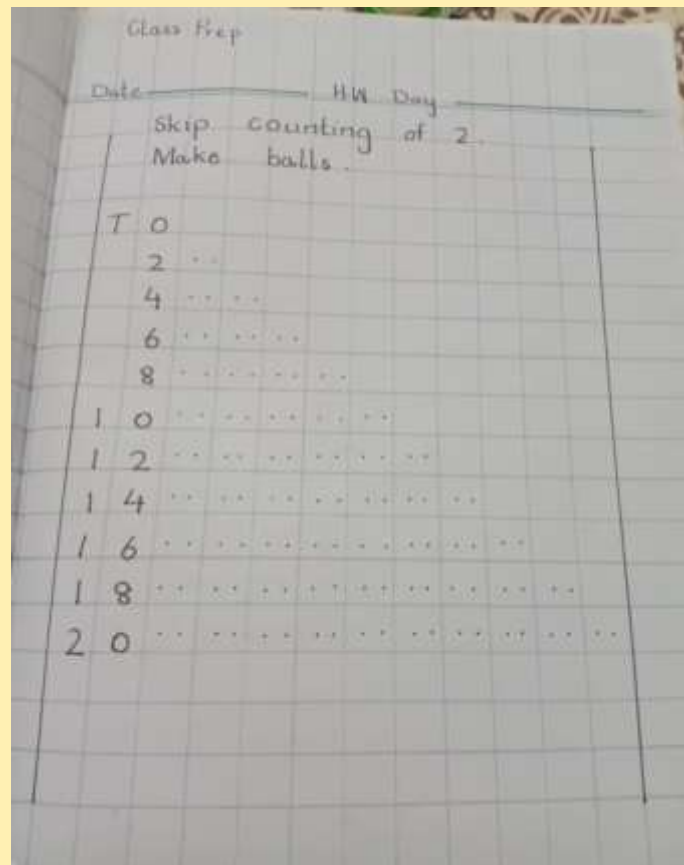 Class Prep
Date HW Day
Skip counting of 2.
Make balls.
T O
2 .. 
4 .. ..
6 .. .. ..
8 .. .. .. ..
1 0 .. .. .. .. ..
1 2 .. .. .. .. .. ..
1 4 .. .. .. .. .. .. ..
1 6 .. .. .. .. .. .. .. ..
1 8 .. .. .. .. .. .. .. .. ..
2 0 .. .. .. .. .. .. .. .. .. ..